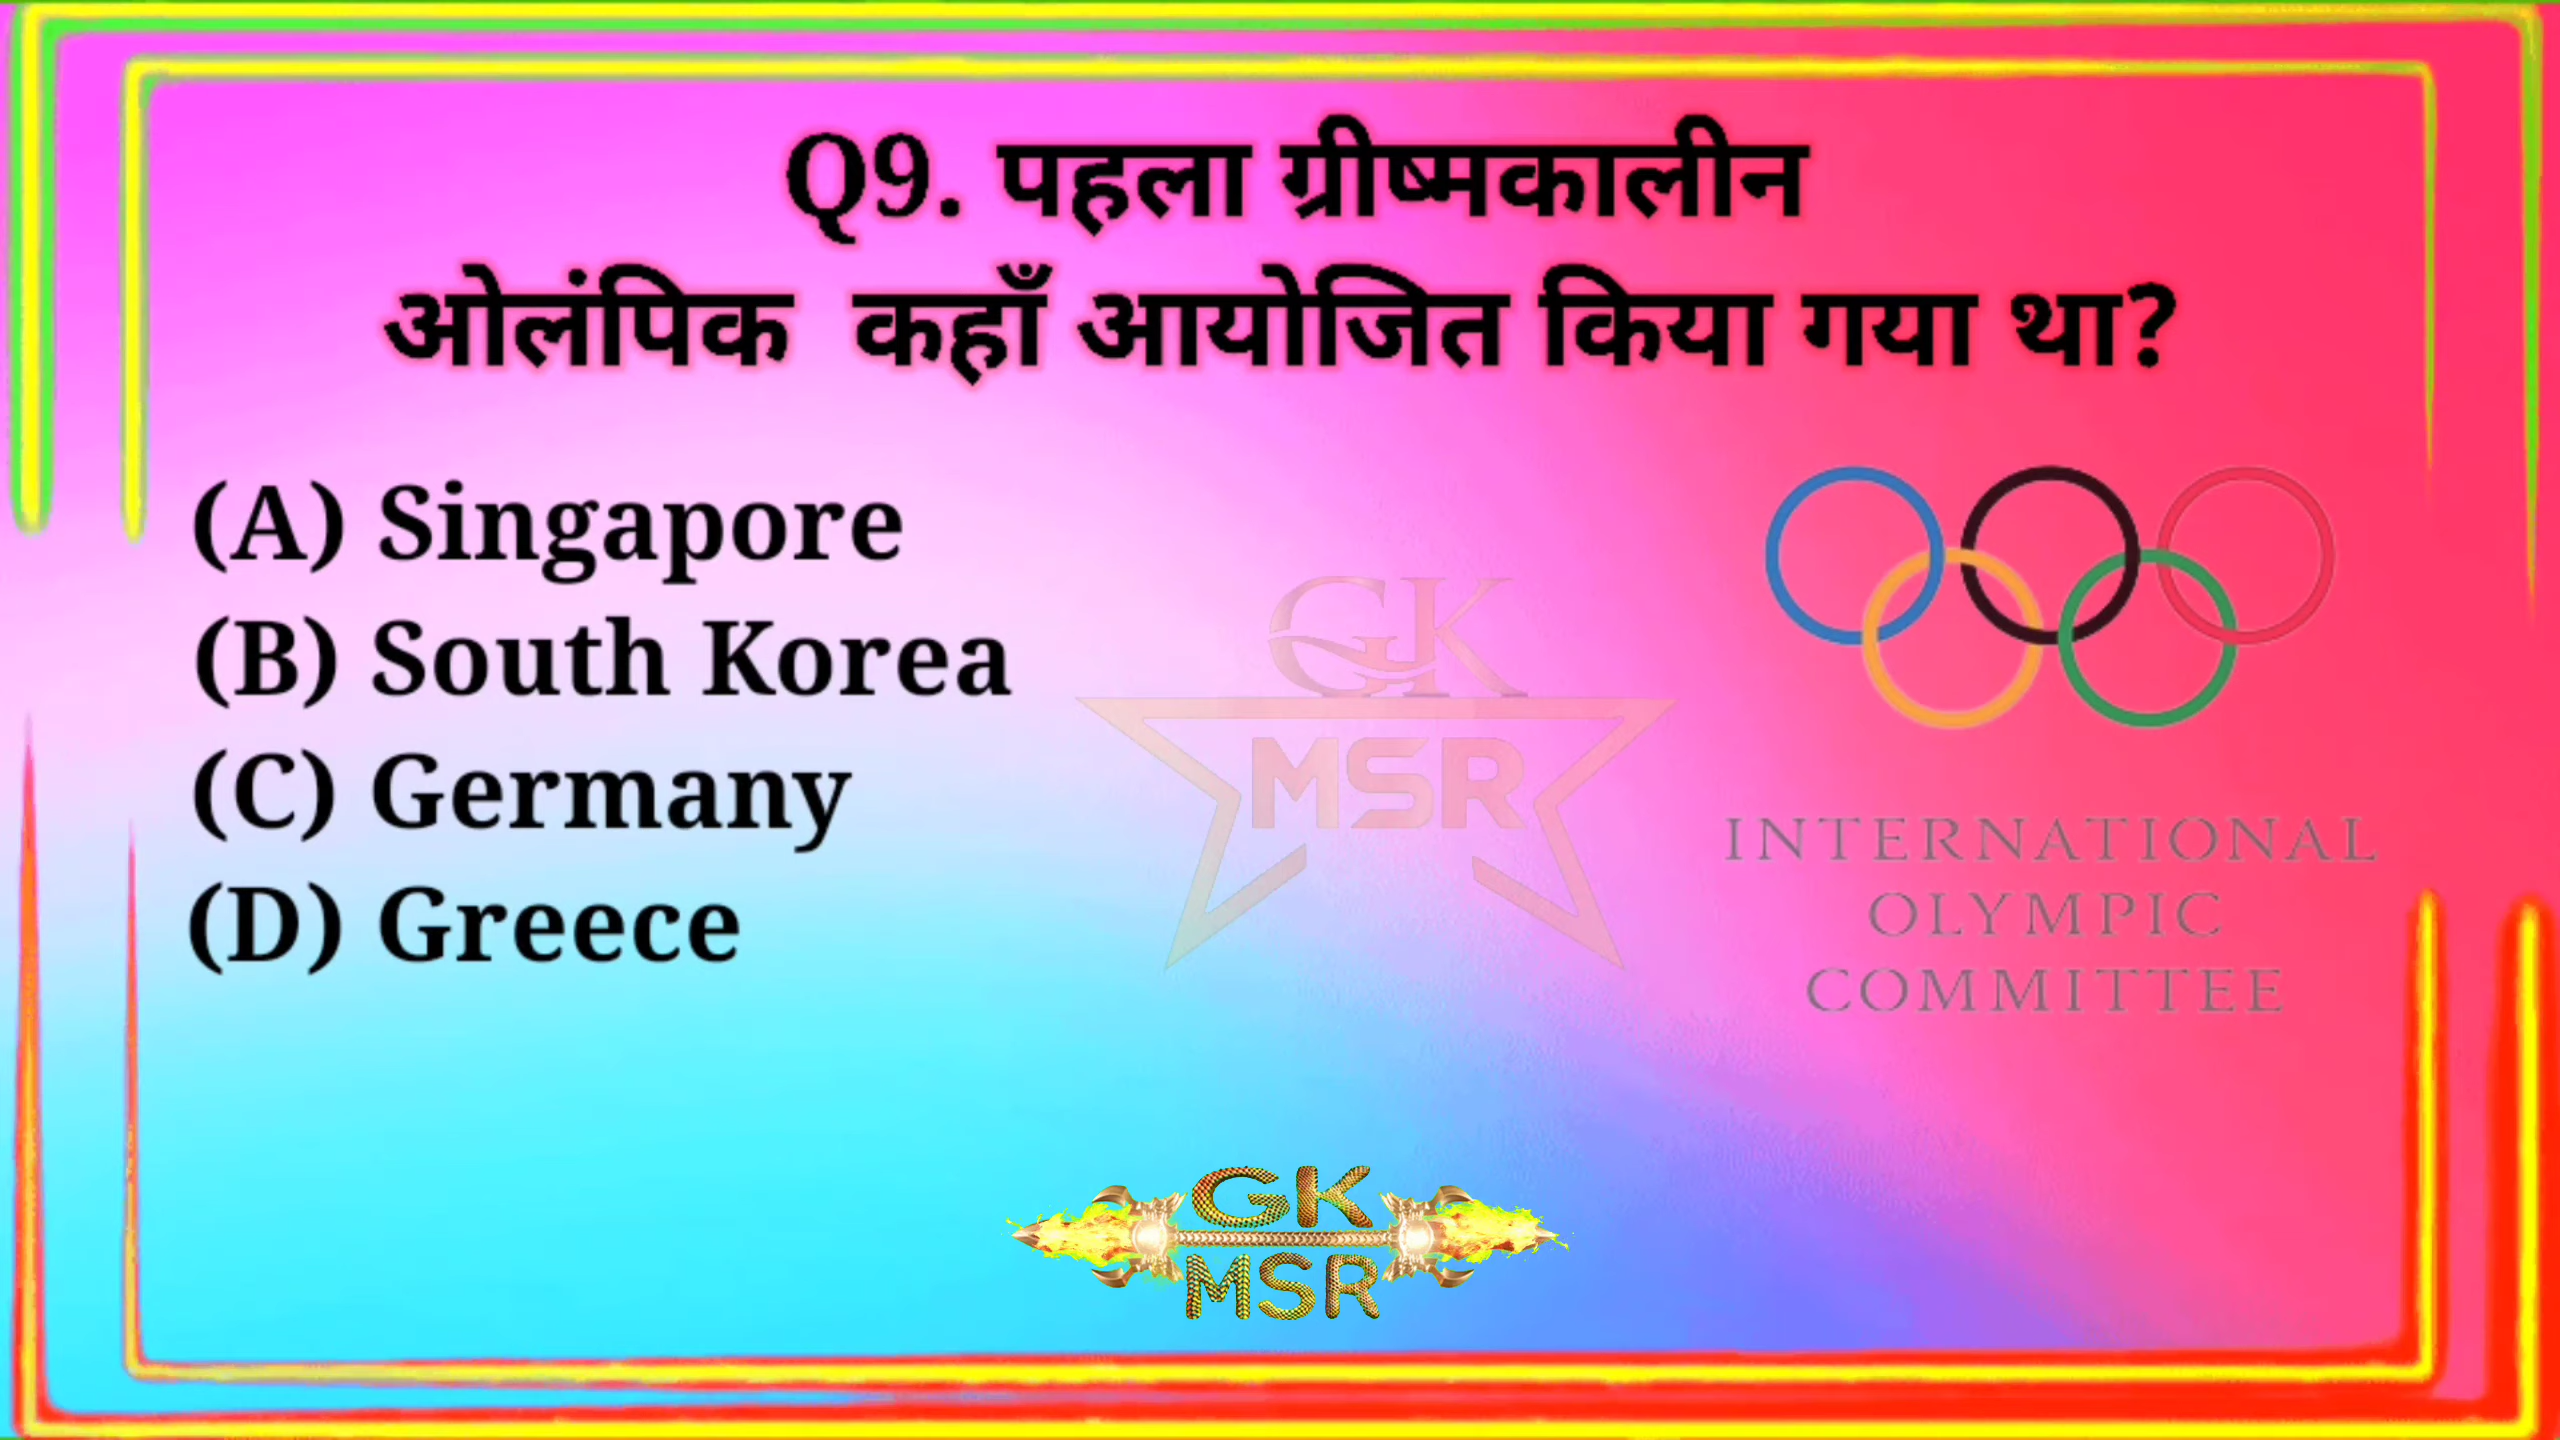 Q9. पहला ग्रीष्मकालीन
ओलंपिक कहाँ आयोजित किया गया था?
(A) Singapore
(B) South Korea
(C) Germany
(D) Greece
GK
MSR
INTERNATIONAL
OLYMPIC
COMMITTEE
GK
MSR